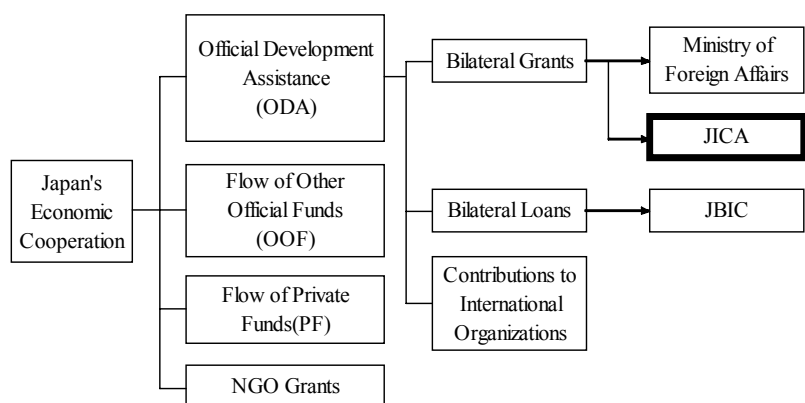 Japan's
Economic
Cooperation
Official Development
Assistance
(ODA)
Flow of Other
Official Funds
(OOF)
Flow of Private
Funds(PF)
NGO Grants
Bilateral Grants
Bilateral Loans
Contributions to
International
Organizations
Ministry of
Foreign Affairs
JICA
JBIC